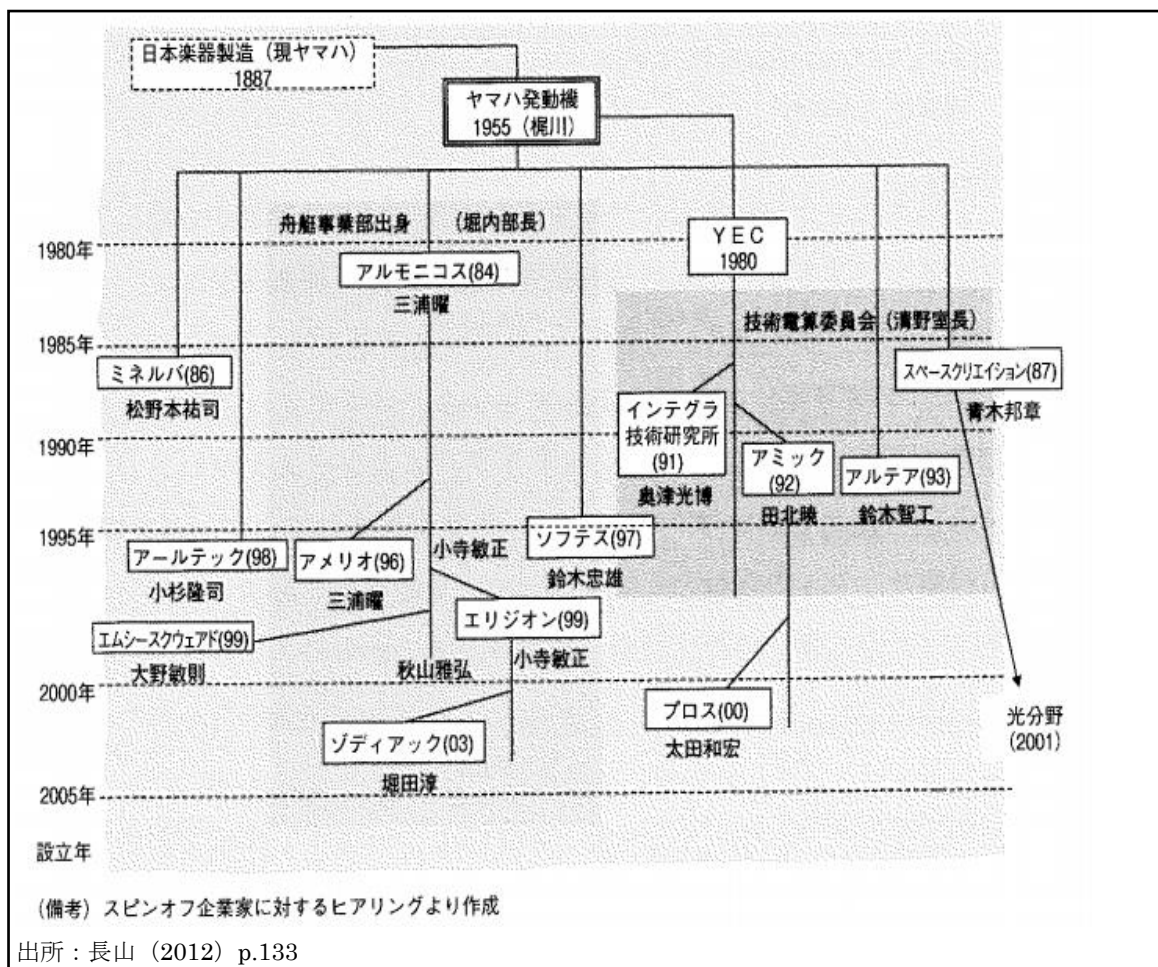 日本楽器製造（現ヤマハ）
1887
ヤマハ発動機
1955（梶川）
舟艇事業部出身　（堀内部長）
1980年
YEC
1980
アルモニコス(84)
三浦曜
技術電算委員会（清野室長）
1985年
ミネルバ(86)
松野本祐司
スペースクリエイション(87)
青木邦章
インテグラ
技術研究所
(91)
奥津光博
1990年
アミック
(92)
田北暁
アルテア(93)
鈴木智工
1995年
アールテック(98)
小杉隆司
アメリオ(96)
三浦曜
小寺敏正
ソフテス(97)
鈴木忠雄
エムシースクウェアド(99)
大野敏則
エリジオン(99)
小寺敏正
秋山雅弘
2000年
ゾディアック(03)
堀田淳
プロス(00)
太田和宏
光分野
(2001)
2005年
設立年
（備考）スピンオフ企業家に対するヒアリングより作成
出所：長山（2012）p.133